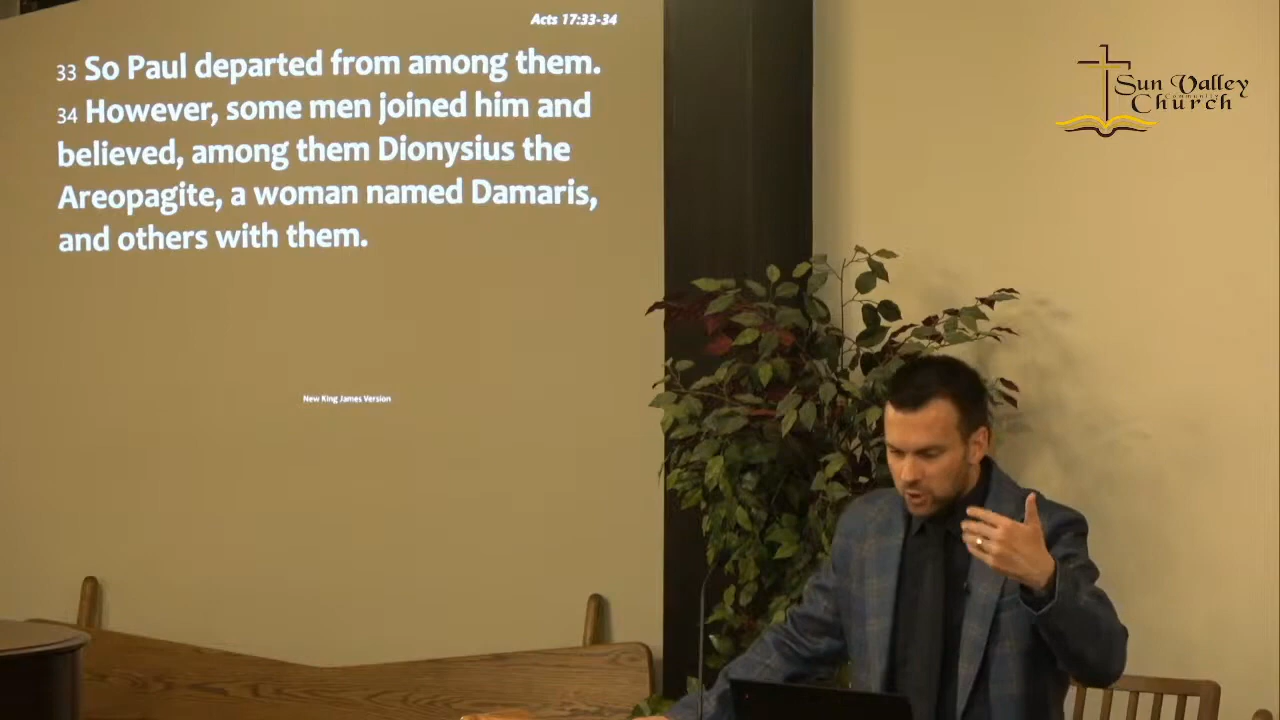 Acts 17:33-34
33 So Paul departed from among them.
34 However, some men joined him and
believed, among them Dionysius the
Areopagite, a woman named Damaris,
and others with them.
New King James Version
Sun Valley
Community
Church